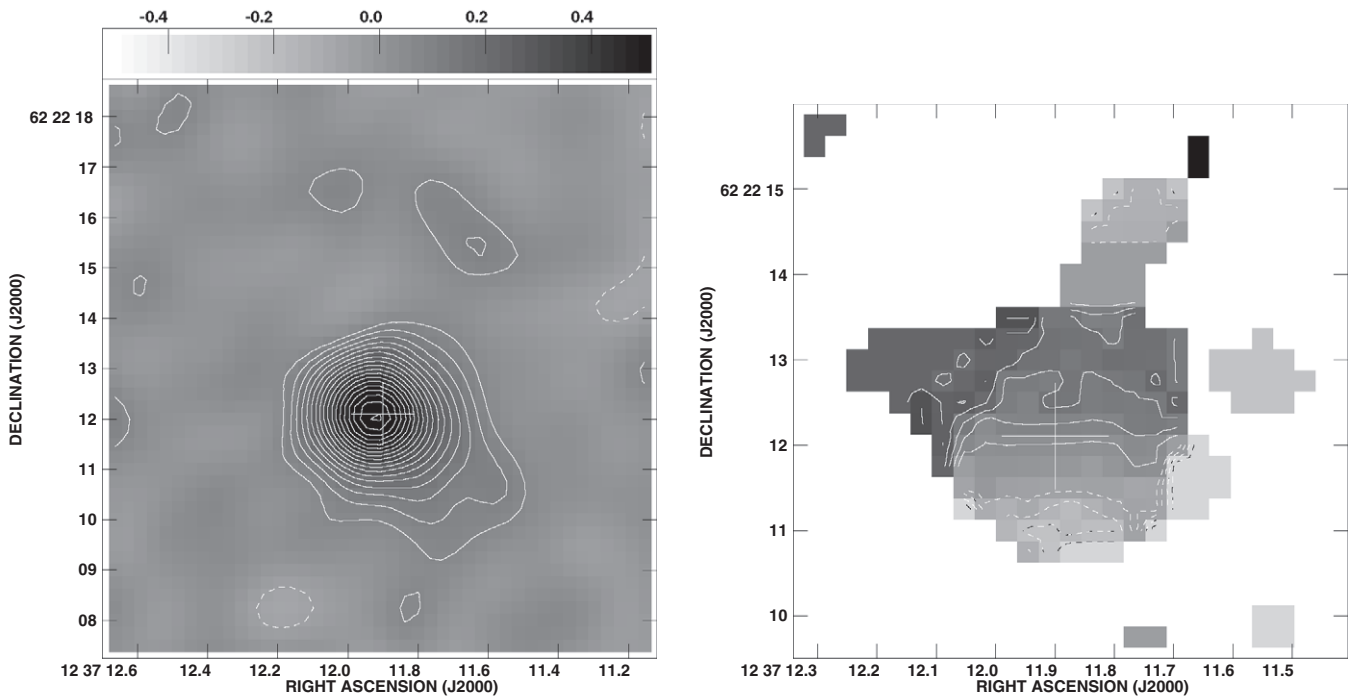 -0.4 -0.2 0.0 0.2 0.4
62 22 18
17
16
15
14
13
12
11
10
09
08
DECLINATION (J2000)
12 37 12.6 12.4 12.2 12.0 11.8 11.6 11.4 11.2
RIGHT ASCENSION (J2000)
62 22 15
14
13
12
11
10
DECLINATION (J2000)
12 37 12.3 12.2 12.1 12.0 11.9 11.8 11.7 11.6 11.5
RIGHT ASCENSION (J2000)